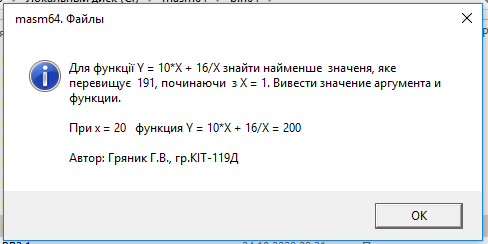 masm64. Файлы
Для функції Y = 10*X + 16/X знайти найменше значеня, яке
перевищує 191, починаючи з X = 1. Вивести значение аргумента и
функции.
При x = 20 функция Y = 10*X + 16/X = 200
Автор: Гряник Г.В., гр.КІТ-119Д
OK